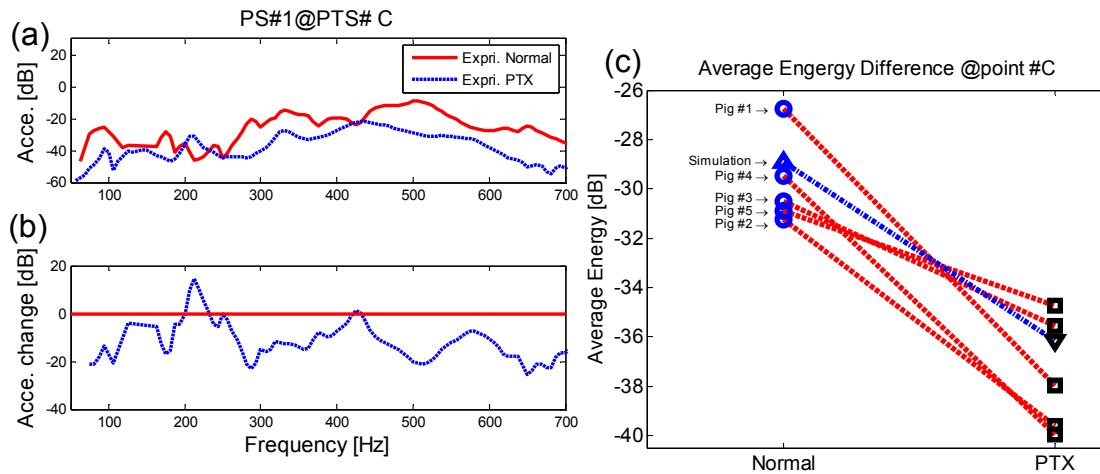 PS#1@PTS# C
(a)
Acce. [dB]
20
0
-20
-40
-60
Expri. Normal
Expri. PTX
100 200 300 400 500 600 700
(b)
Acce. change [dB]
20
0
-20
-40
100 200 300 400 500 600 700
Frequency [Hz]
(c)
Average Engergy Difference @point #C
Average Energy [dB]
-26
-28
-30
-32
-34
-36
-38
-40
Pig #1→
Simulation→
Pig #4→
Pig #3→
Pig #5→
Pig #2→
Normal PTX